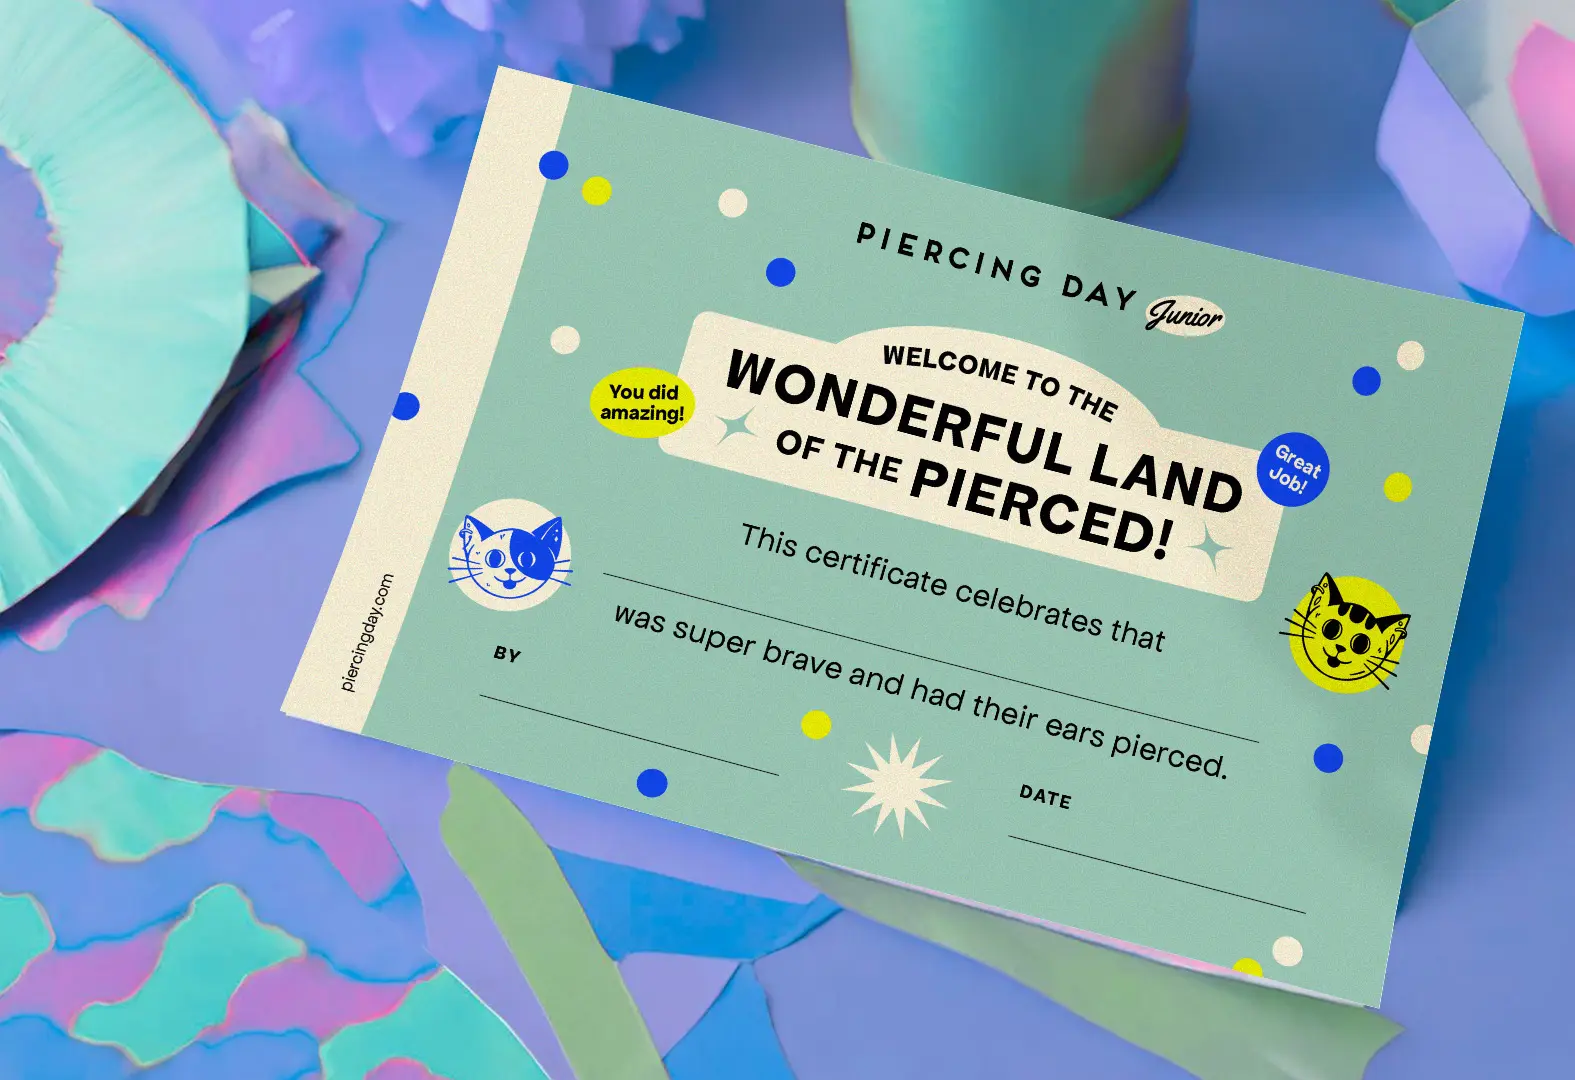 PIERCING DAY Junior
WELCOME TO THE
WONDERFUL LAND
OF THE PIERCED!
You did
amazing!
Great
Job!
This certificate celebrates that
was super brave and had their ears pierced.
BY
DATE
piercingday.com